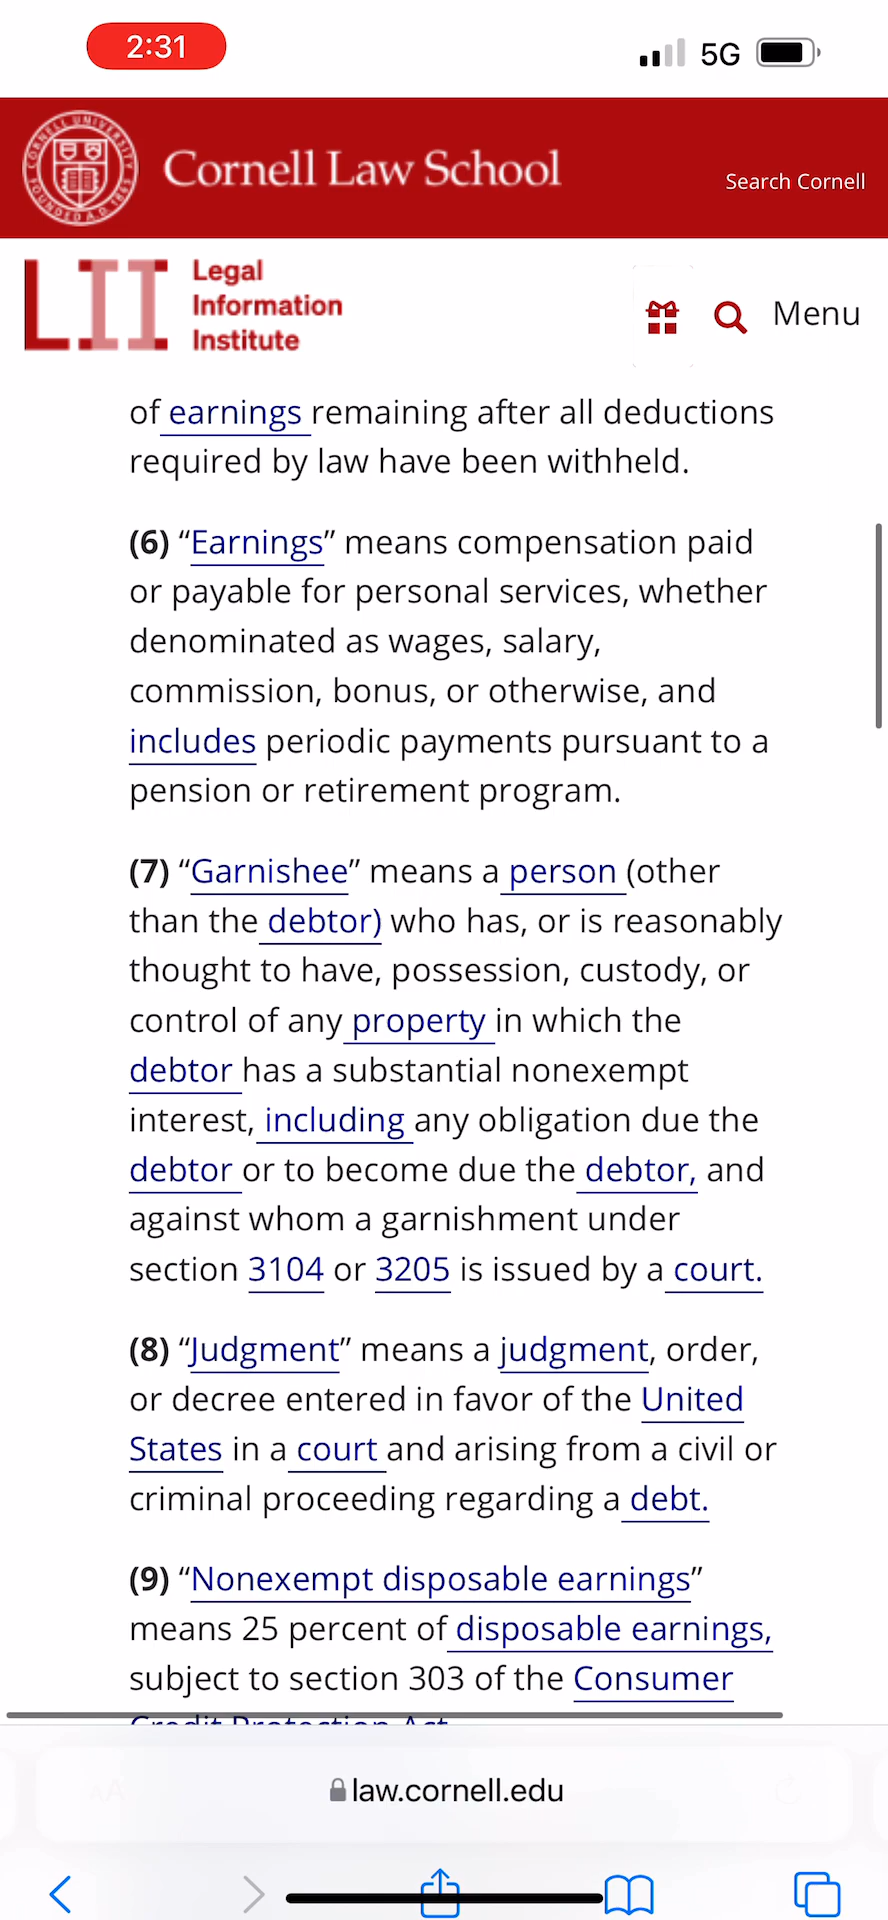 2:31
5G
Cornell Law School
Search Cornell
LII
Legal
Information
Institute
Menu
of earnings remaining after all deductions
required by law have been withheld.
(6) “Earnings” means compensation paid
or payable for personal services, whether
denominated as wages, salary,
commission, bonus, or otherwise, and
includes periodic payments pursuant to a
pension or retirement program.
(7) “Garnishee” means a person (other
than the debtor) who has, or is reasonably
thought to have, possession, custody, or
control of any property in which the
debtor has a substantial nonexempt
interest, including any obligation due the
debtor or to become due the debtor, and
against whom a garnishment under
section 3104 or 3205 is issued by a court.
(8) “Judgment” means a judgment, order,
or decree entered in favor of the United
States in a court and arising from a civil or
criminal proceeding regarding a debt.
(9) “Nonexempt disposable earnings”
means 25 percent of disposable earnings,
subject to section 303 of the Consumer
Credit Protection Act
AA
law.cornell.edu